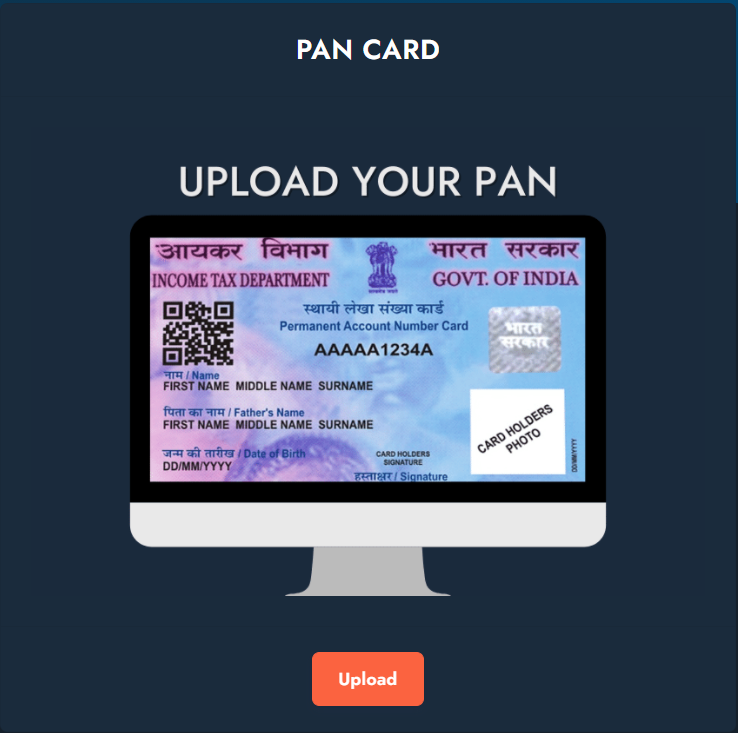 PAN CARD
UPLOAD YOUR PAN
आयकर विभाग भारत सरकार
INCOME TAX DEPARTMENT GOVT. OF INDIA
स्थायी लेखा संख्या कार्ड
Permanent Account Number Card
AAAAA1234A
भारत
सरकार
नाम / Name
FIRST NAME MIDDLE NAME SURNAME
पिता का नाम / Father's Name
FIRST NAME MIDDLE NAME SURNAME
CARD HOLDERS
PHOTO
DD/MM/YYYY
जन्म की तारीख / Date of Birth
DD/MM/YYYY
CARD HOLDERS
SIGNATURE
हस्ताक्षर / Signature
Upload